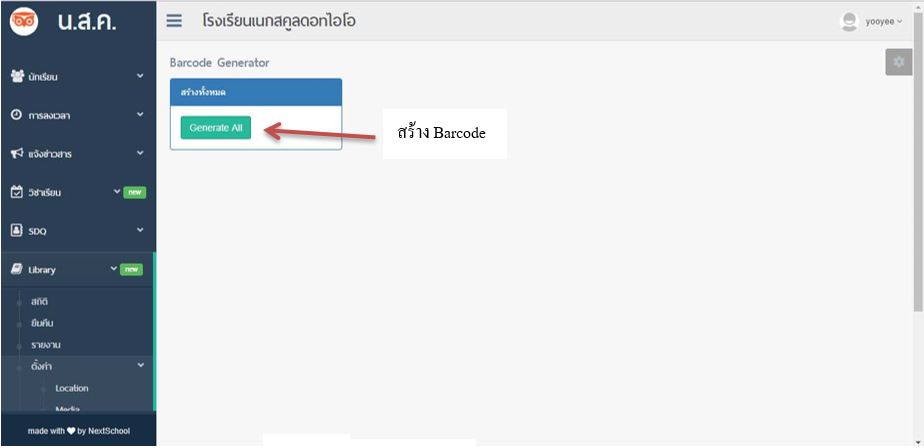 น.ส.ค.
โรงเรียนเนกสคูลดอทไอโอ
yooyee
นักเรียน
การลงเวลา
แจ้งข่าวสาร
วิชาเรียน new
SDQ
Library new
สถิติ
ยืมคืน
รายงาน
ตั้งค่า
Location
Media
made with by NextSchool
Barcode Generator
สร้างทั้งหมด
Generate All
สร้าง Barcode